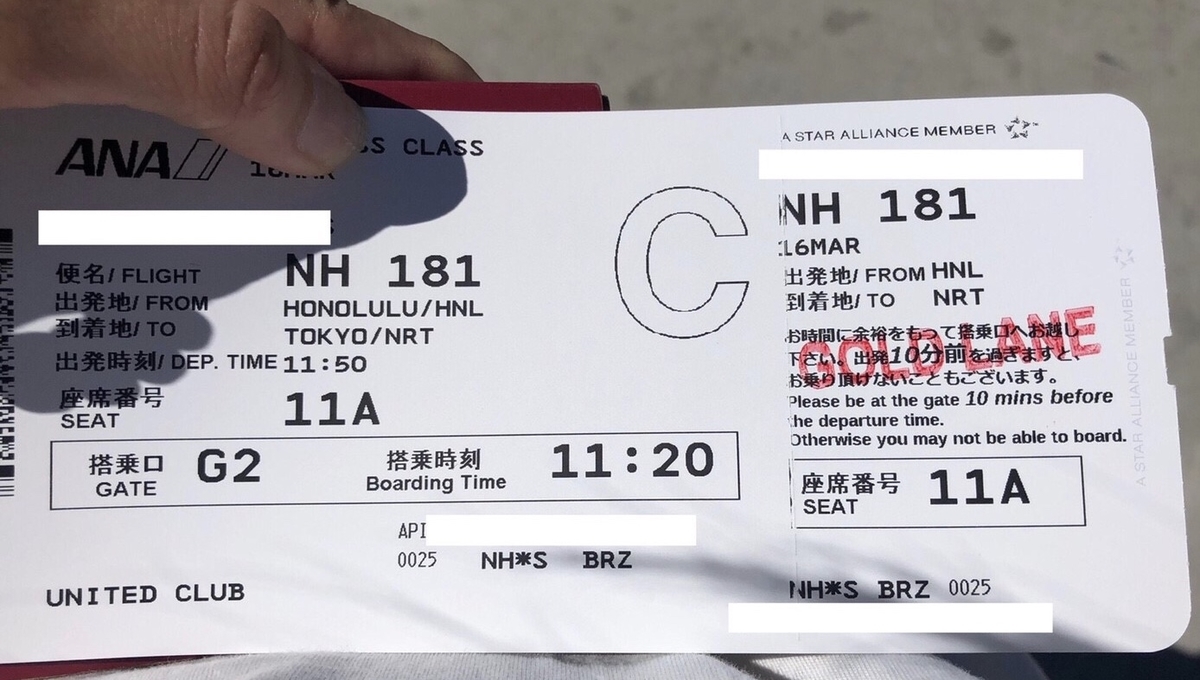 ANA
SS CLASS
16MAR
便名/ FLIGHT NH 181
出発地/ FROM HONOLULU/HNL
到着地/ TO TOKYO/NRT
出発時刻/ DEP. TIME 11:50
座席番号
SEAT 11A
搭乗口
GATE G2
搭乗時刻
Boarding Time 11:20
API
0025 NH*S BRZ
UNITED CLUB
C
A STAR ALLIANCE MEMBER
NH 181
16MAR
出発地/ FROM HNL
到着地/ TO NRT
お時間に余裕をもって搭乗口へお越し
下さい。出発10分前を過ぎますと、
お乗り頂けないこともございます。
GOLD LANE
Please be at the gate 10 mins before
the departure time.
Otherwise you may not be able to board.
座席番号
SEAT 11A
NH*S BRZ 0025
A STAR ALLIANCE MEMBER